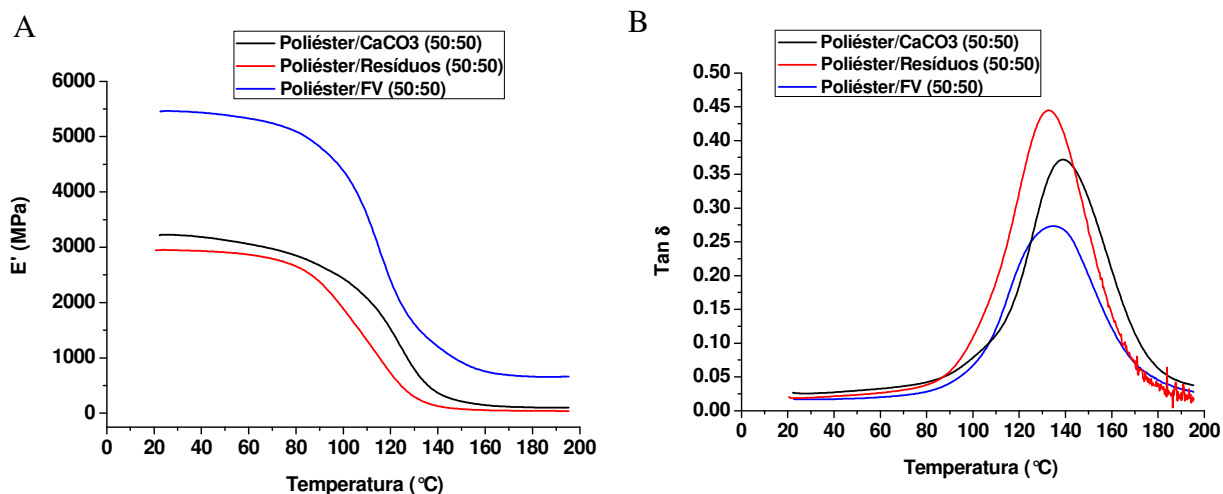 A
Poliéster/CaCO3 (50:50)
Poliéster/Resíduos (50:50)
Poliéster/FV (50:50)
6000
5000
4000
3000
2000
1000
0
E' (MPa)
0 20 40 60 80 100 120 140 160 180 200
Temperatura (°C)
B
Poliéster/CaCO3 (50:50)
Poliéster/Resíduos (50:50)
Poliéster/FV (50:50)
0.50
0.45
0.40
0.35
0.30
0.25
0.20
0.15
0.10
0.05
0.00
Tan δ
0 20 40 60 80 100 120 140 160 180 200
Temperatura (°C)